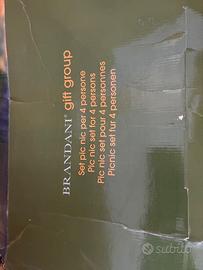 BRANDANI® gift group
Set pic nic per 4 persone
Pic nic set for 4 persons
Pic nic set pour 4 personnes
Picnic set fur 4 personen
subito